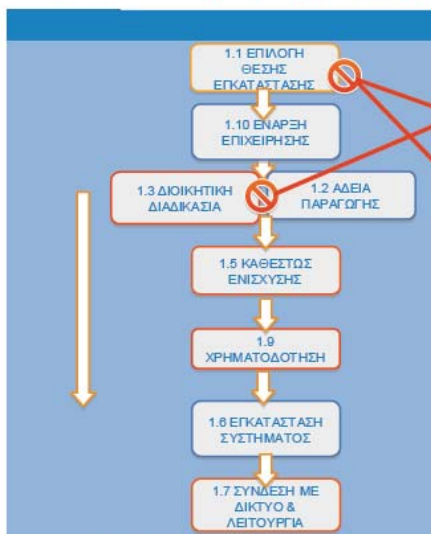 1.1 ΕΠΙΛΟΓΗ
ΘΕΣΗΣ
ΕΓΚΑΤΑΣΤΑΣΗΣ
1.10 ΕΝΑΡΞΗ
ΕΠΙΧΕΙΡΗΣΗΣ
1.3 ΔΙΟΙΚΗΤΙΚΗ
ΔΙΑΔΙΚΑΣΙΑ
1.2 ΑΔΕΙΑ
ΠΑΡΑΓΩΓΗΣ
1.5 ΚΑΘΕΣΤΩΣ
ΕΝΙΣΧΥΣΗΣ
1.9
ΧΡΗΜΑΤΟΔΟΤΗΣΗ
1.6 ΕΓΚΑΤΑΣΤΑΣΗ
ΣΥΣΤΗΜΑΤΟΣ
1.7 ΣΥΝΔΕΣΗ ΜΕ
ΔΙΚΤΥΟ &
ΛΕΙΤΟΥΡΓΙΑ